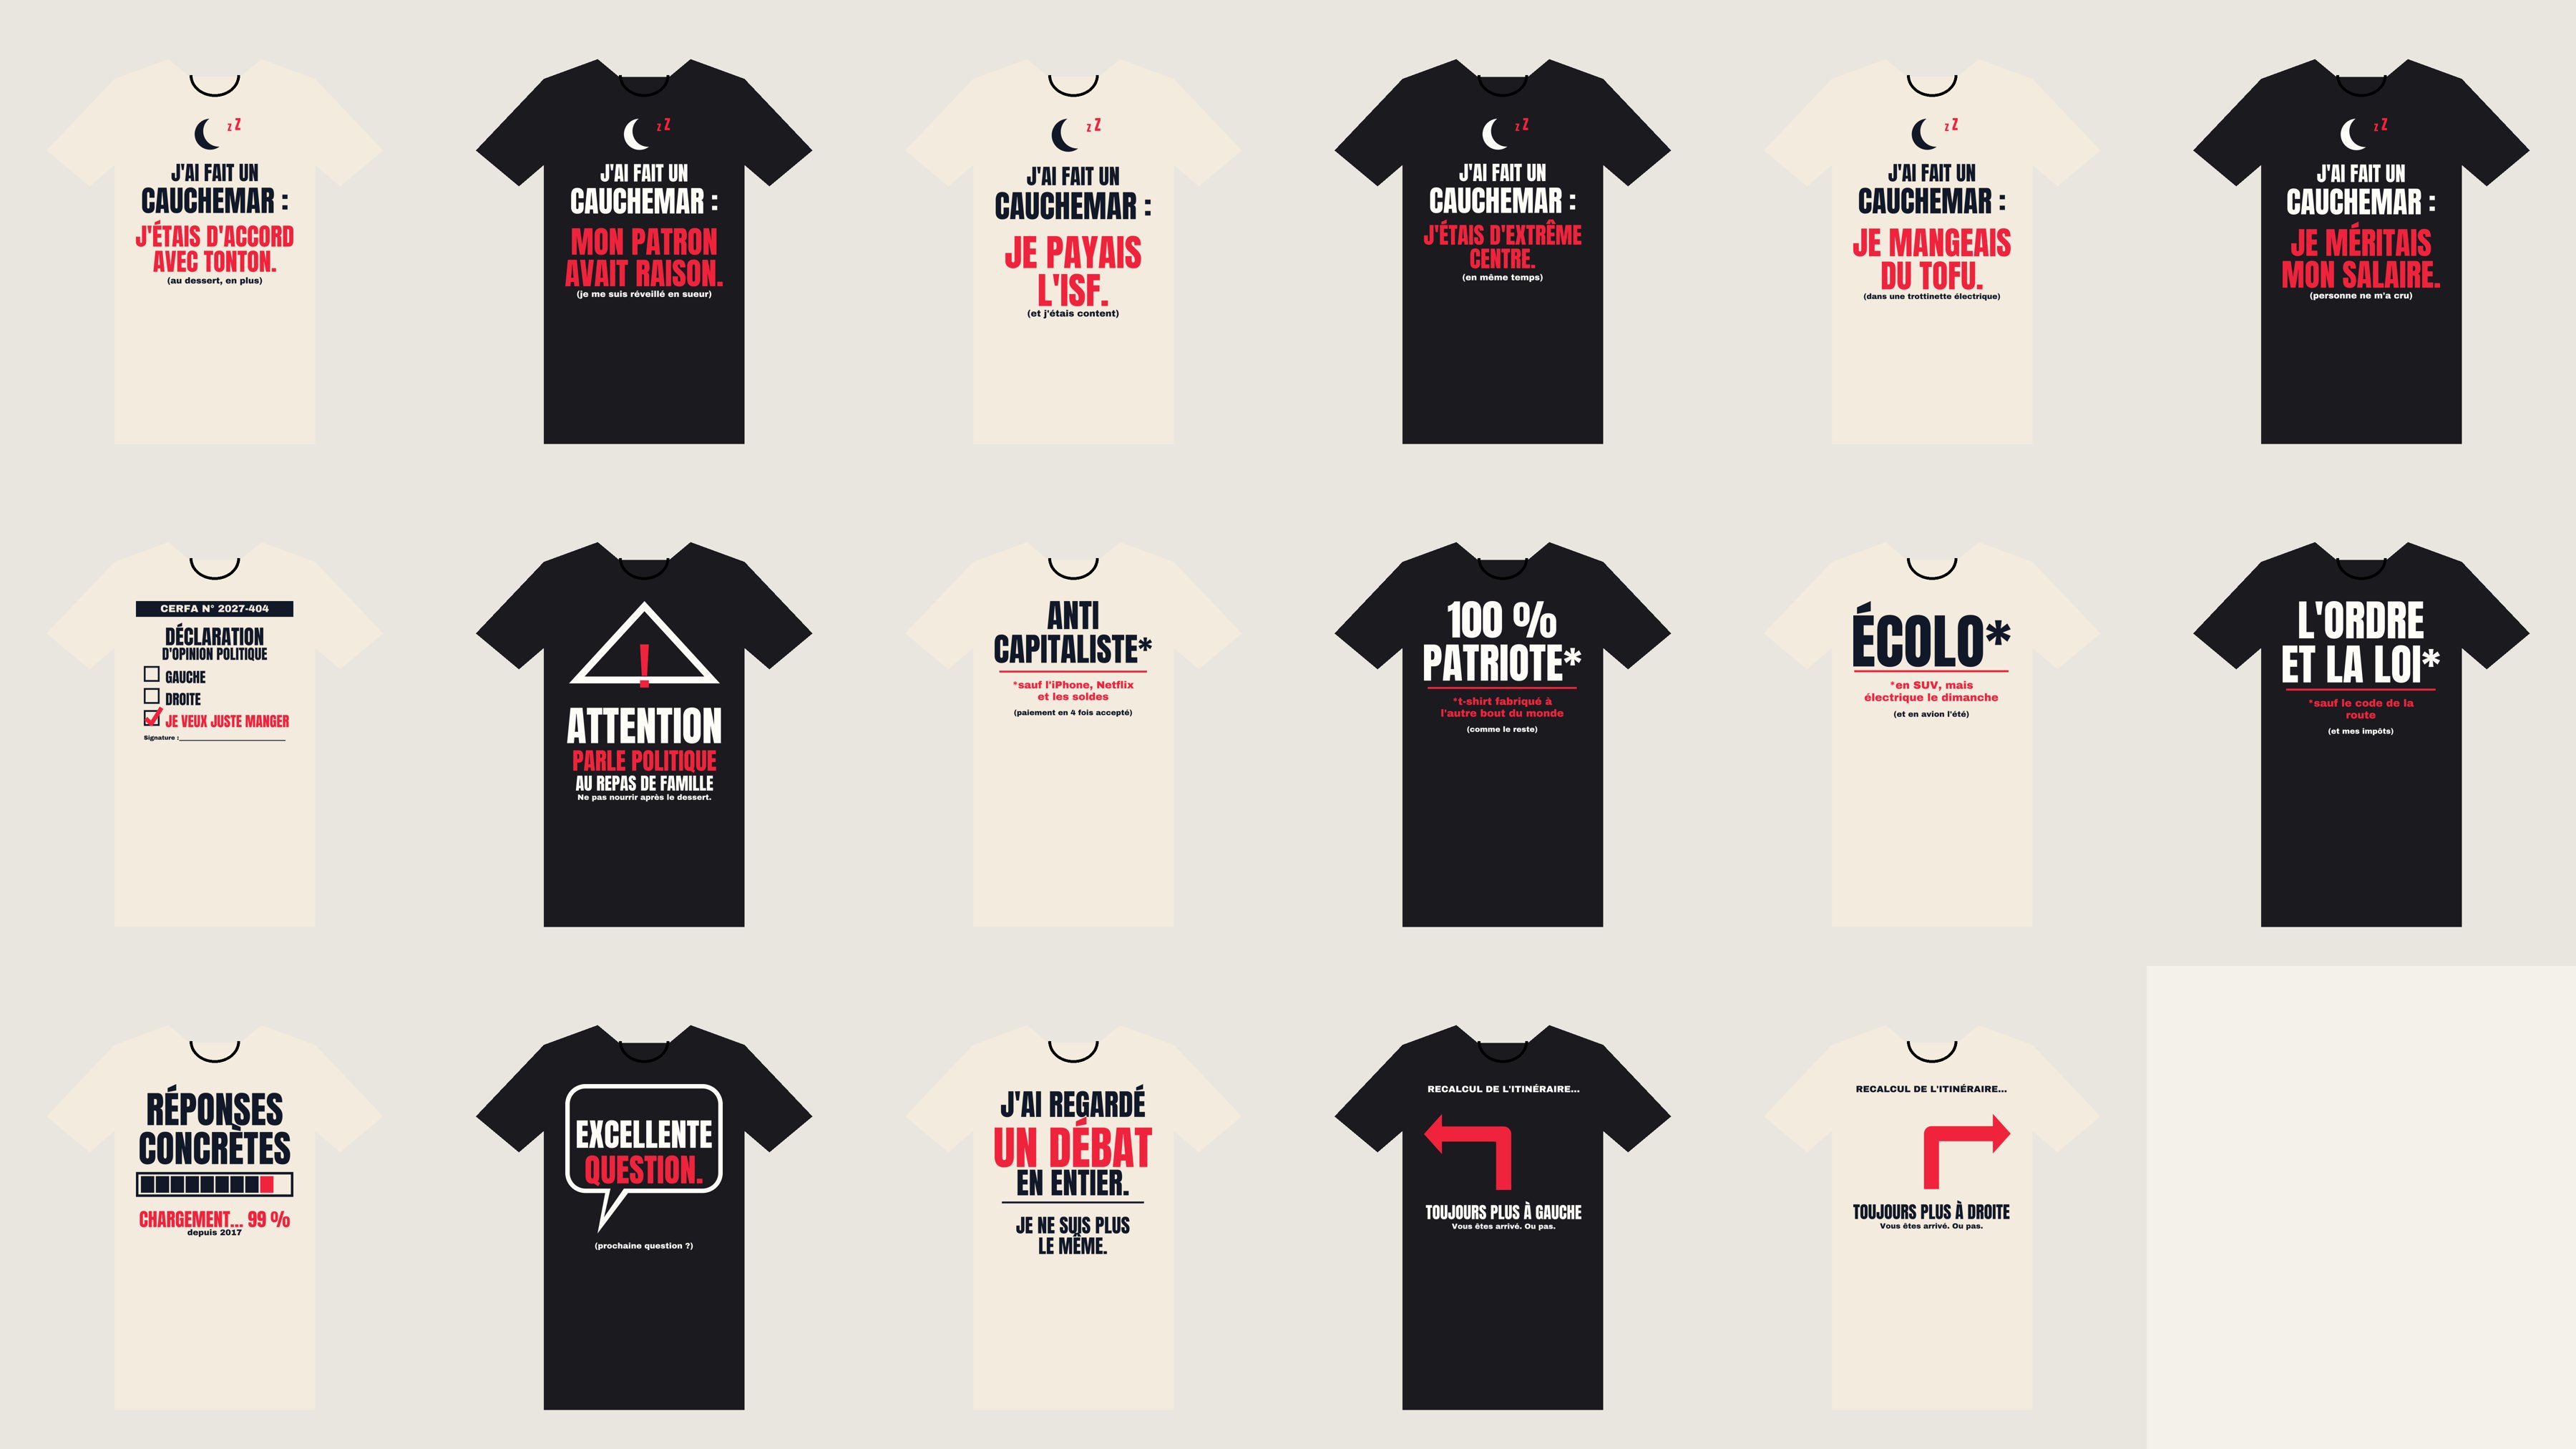 z Z
J'AI FAIT UN
CAUCHEMAR :
J'ÉTAIS D'ACCORD
AVEC TONTON.
(au dessert, en plus)
z Z
J'AI FAIT UN
CAUCHEMAR :
MON PATRON
AVAIT RAISON.
(je me suis réveillé en sueur)
z Z
J'AI FAIT UN
CAUCHEMAR :
JE PAYAIS
L'ISF.
(et j'étais content)
z Z
J'AI FAIT UN
CAUCHEMAR :
J'ÉTAIS D'EXTRÊME
CENTRE.
(en même temps)
z Z
J'AI FAIT UN
CAUCHEMAR :
JE MANGEAIS
DU TOFU.
(dans une trottinette électrique)
z Z
J'AI FAIT UN
CAUCHEMAR :
JE MÉRITAIS
MON SALAIRE.
(personne ne m'a cru)
CERFA N° 2027-404
DÉCLARATION
D'OPINION POLITIQUE
GAUCHE
DROITE
JE VEUX JUSTE MANGER
Signature :
!
ATTENTION
PARLE POLITIQUE
AU REPAS DE FAMILLE
Ne pas nourrir après le dessert.
ANTI
CAPITALISTE*
*sauf l'iPhone, Netflix
et les soldes
(paiement en 4 fois accepté)
100 %
PATRIOTE*
*t-shirt fabriqué à
l'autre bout du monde
(comme le reste)
ÉCOLO*
*en SUV, mais
électrique le dimanche
(et en avion l'été)
L'ORDRE
ET LA LOI*
*sauf le code de la
route
(et mes impôts)
RÉPONSES
CONCRÈTES
CHARGEMENT... 99 %
depuis 2017
EXCELLENTE
QUESTION.
(prochaine question ?)
J'AI REGARDÉ
UN DÉBAT
EN ENTIER.
JE NE SUIS PLUS
LE MÊME.
RECALCUL DE L'ITINÉRAIRE...
TOUJOURS PLUS À GAUCHE
Vous êtes arrivé. Ou pas.
RECALCUL DE L'ITINÉRAIRE...
TOUJOURS PLUS À DROITE
Vous êtes arrivé. Ou pas.